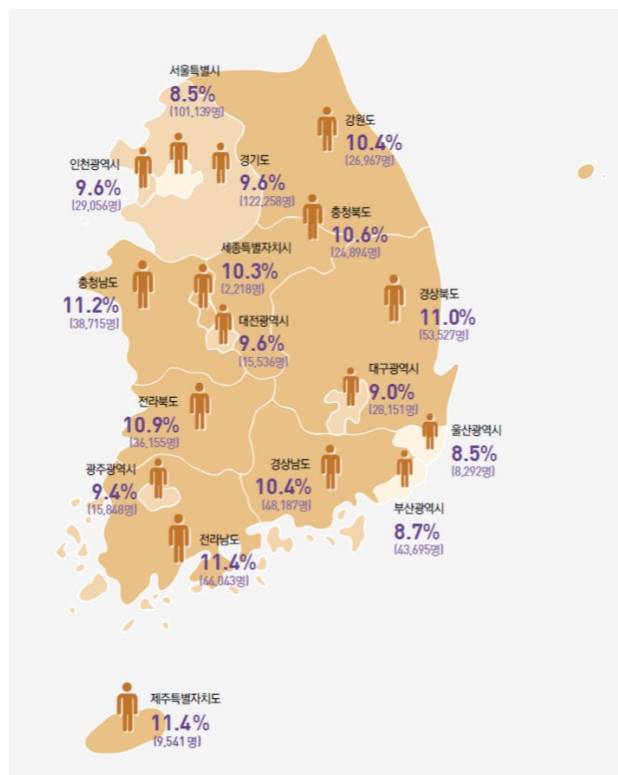 서울특별시
8.5%
(101,139명)
강원도
10.4%
(26,967명)
인천광역시
9.6%
(29,056명)
경기도
9.6%
(122,258명)
충청북도
10.6%
(24,894명)
세종특별자치시
10.3%
(2,218명)
충청남도
11.2%
(38,715명)
경상북도
11.0%
(53,527명)
대전광역시
9.6%
(15,536명)
대구광역시
9.0%
(28,151명)
전라북도
10.9%
(36,155명)
울산광역시
8.5%
(8,292명)
경상남도
10.4%
(48,187명)
광주광역시
9.4%
(15,848명)
부산광역시
8.7%
(43,695명)
전라남도
11.4%
(44,043명)
제주특별자치도
11.4%
(9,541명)